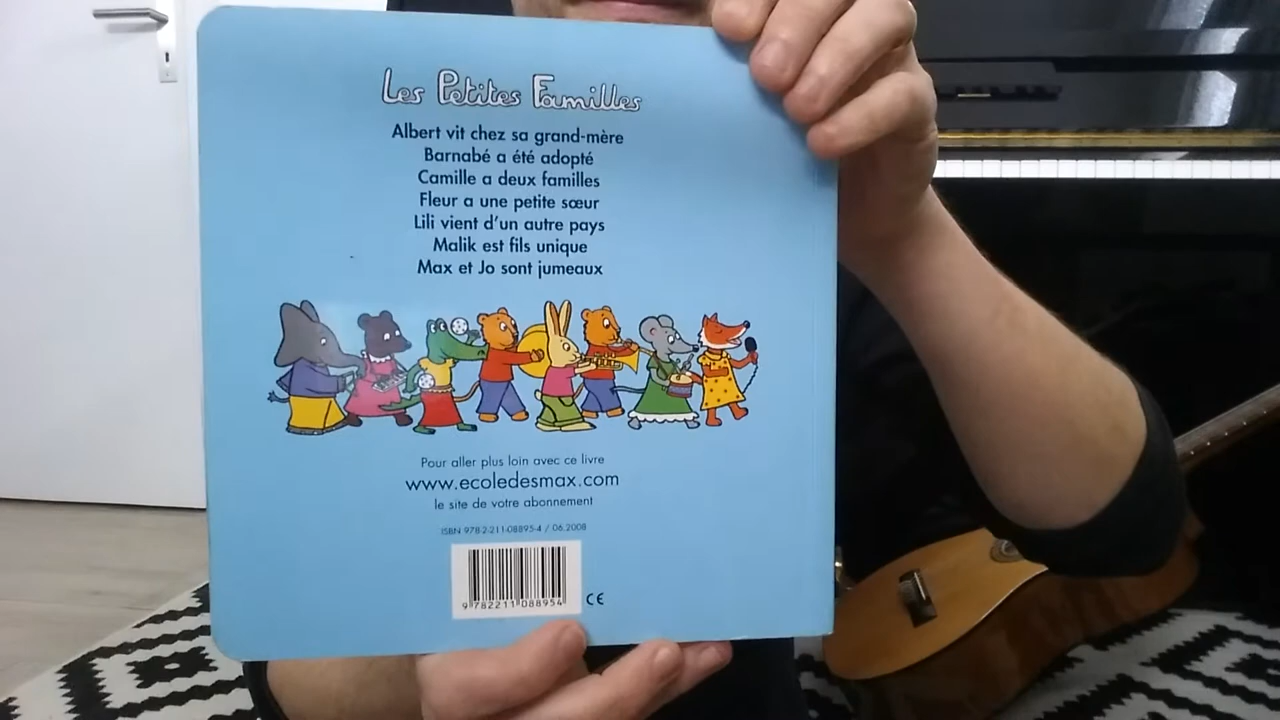 Les Petites Familles
Albert vit chez sa grand-mère
Barnabé a été adopté
Camille a deux familles
Fleur a une petite sœur
Lili vient d'un autre pays
Malik est fils unique
Max et Jo sont jumeaux
Pour aller plus loin avec ce livre
www.ecoledesmax.com
le site de votre abonnement
ISBN 978-2-211-08895-4 / 06.2008
9 782211 088954
CE